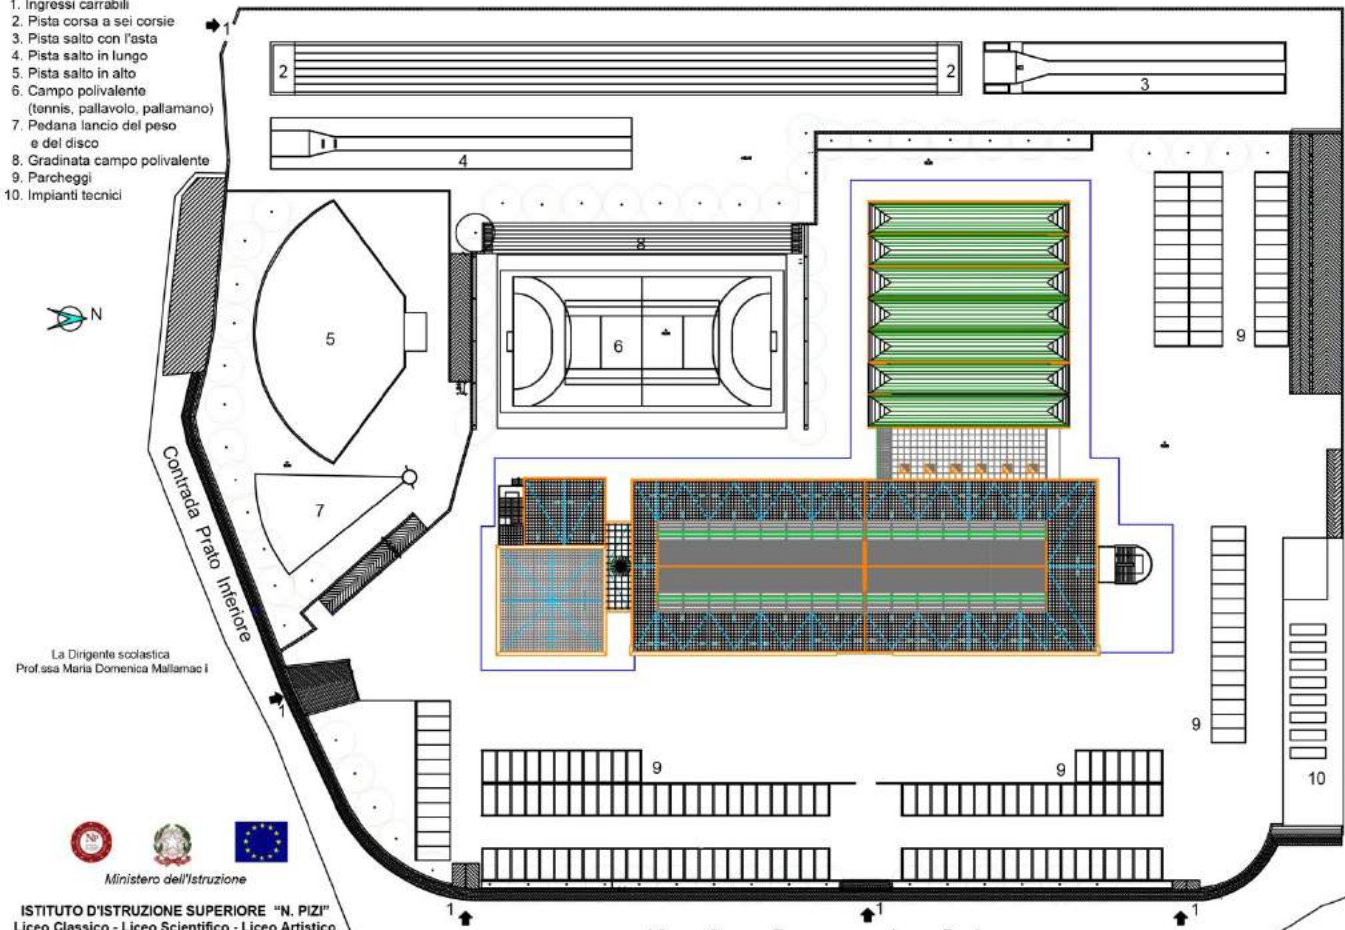 1. Ingressi carrabili
2. Pista corsa a sei corsie
3. Pista salto con l'asta
4. Pista salto in lungo
5. Pista salto in alto
6. Campo polivalente
(tennis, pallavolo, pallamano)
7. Pedana lancio del peso
e del disco
8. Gradinata campo polivalente
9. Parcheggi
10. Impianti tecnici
1
2
2
3
4
8
5
6
9
N
7
Contrada Prato Inferiore
La Dirigente scolastica
Prof.ssa Maria Domenica Mallamaci
1
9
9
9
10
Ministero dell'Istruzione
ISTITUTO D'ISTRUZIONE SUPERIORE "N. PIZI"
Liceo Classico - Liceo Scientifico - Liceo Artistico
1
1
1